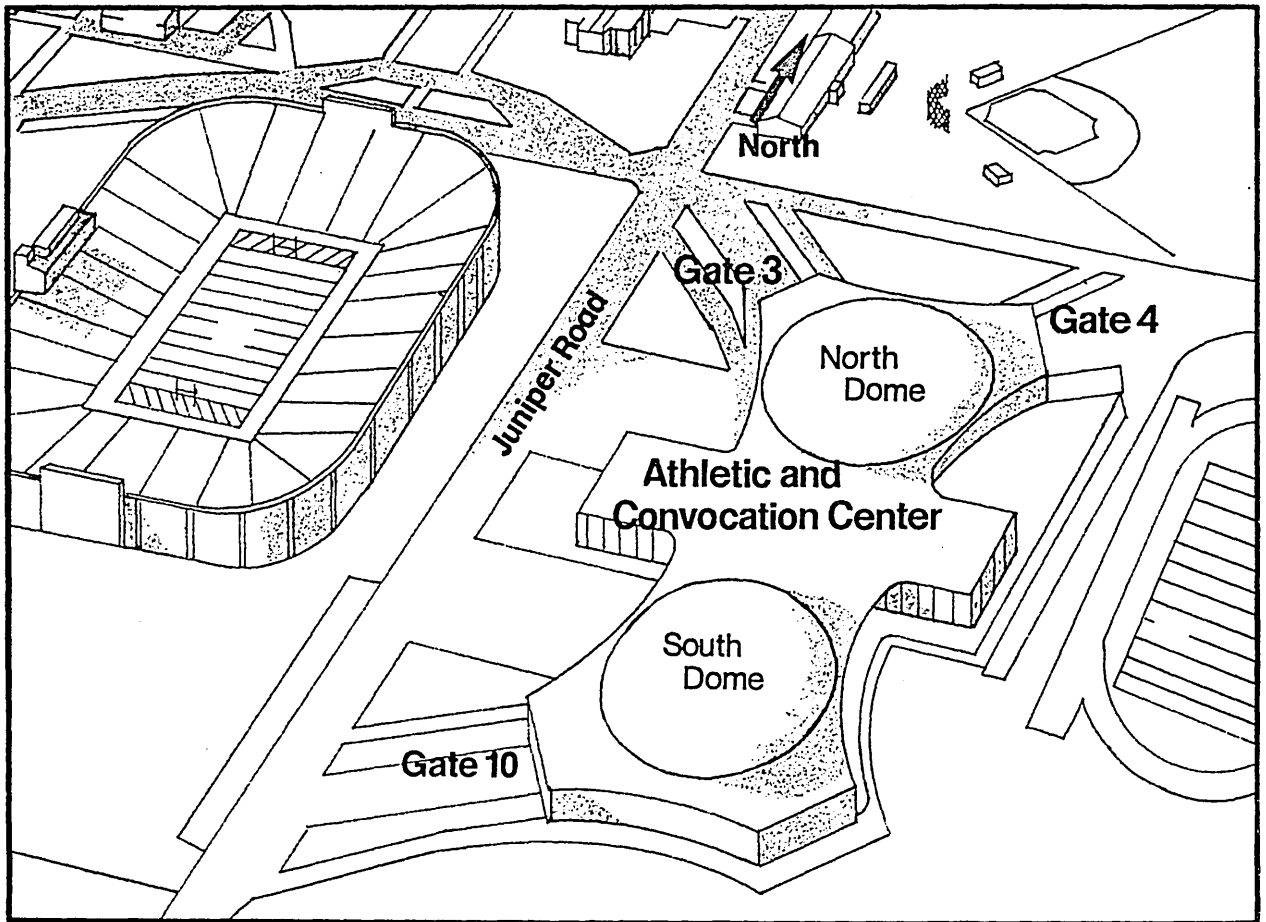 North
Gate 3
Gate 4
Juniper Road
North
Dome
Athletic and
Convocation Center
South
Dome
Gate 10